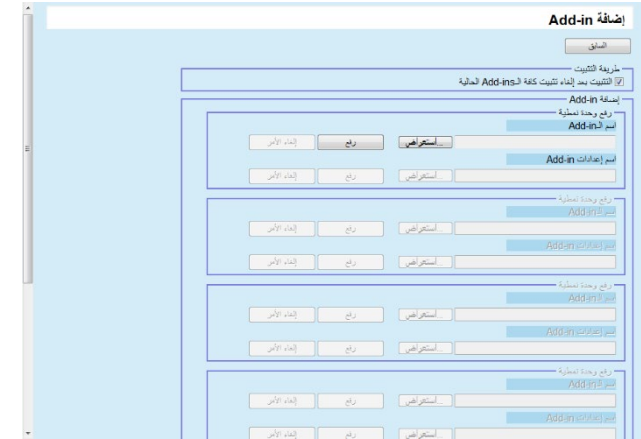 إضافة Add-in
السابق
طريقة التثبيت
التثبيت بعد إلغاء تثبيت كافة الـAdd-ins الحالية
إضافة Add-in
رفع وحدة نمطية
اسم الـAdd-in
استعراض... رفع إلغاء الأمر
اسم إعدادات Add-in
استعراض... رفع إلغاء الأمر
رفع وحدة نمطية
اسم الـAdd-in
استعراض... رفع إلغاء الأمر
اسم إعدادات Add-in
استعراض... رفع إلغاء الأمر
رفع وحدة نمطية
اسم الـAdd-in
استعراض... رفع إلغاء الأمر
اسم إعدادات Add-in
استعراض... رفع إلغاء الأمر
رفع وحدة نمطية
اسم الـAdd-in
استعراض... رفع إلغاء الأمر
اسم إعدادات Add-in
استعراض... رفع إلغاء الأمر